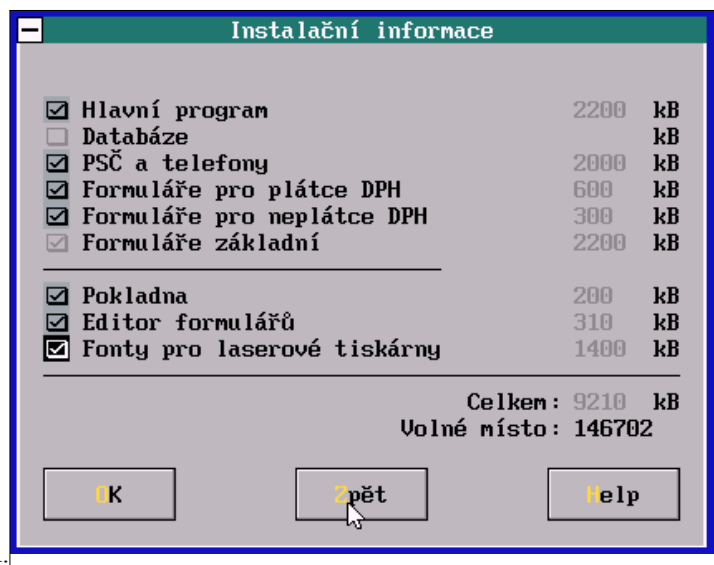 Instalační informace
Hlavní program 2200 kB
Databáze kB
PSČ a telefony 2000 kB
Formuláře pro plátce DPH 600 kB
Formuláře pro neplátce DPH 300 kB
Formuláře základní 2200 kB
Pokladna 200 kB
Editor formulářů 310 kB
Fonty pro laserové tiskárny 1400 kB
Celkem: 9210 kB
Volné místo: 146702
OK Zpět Help